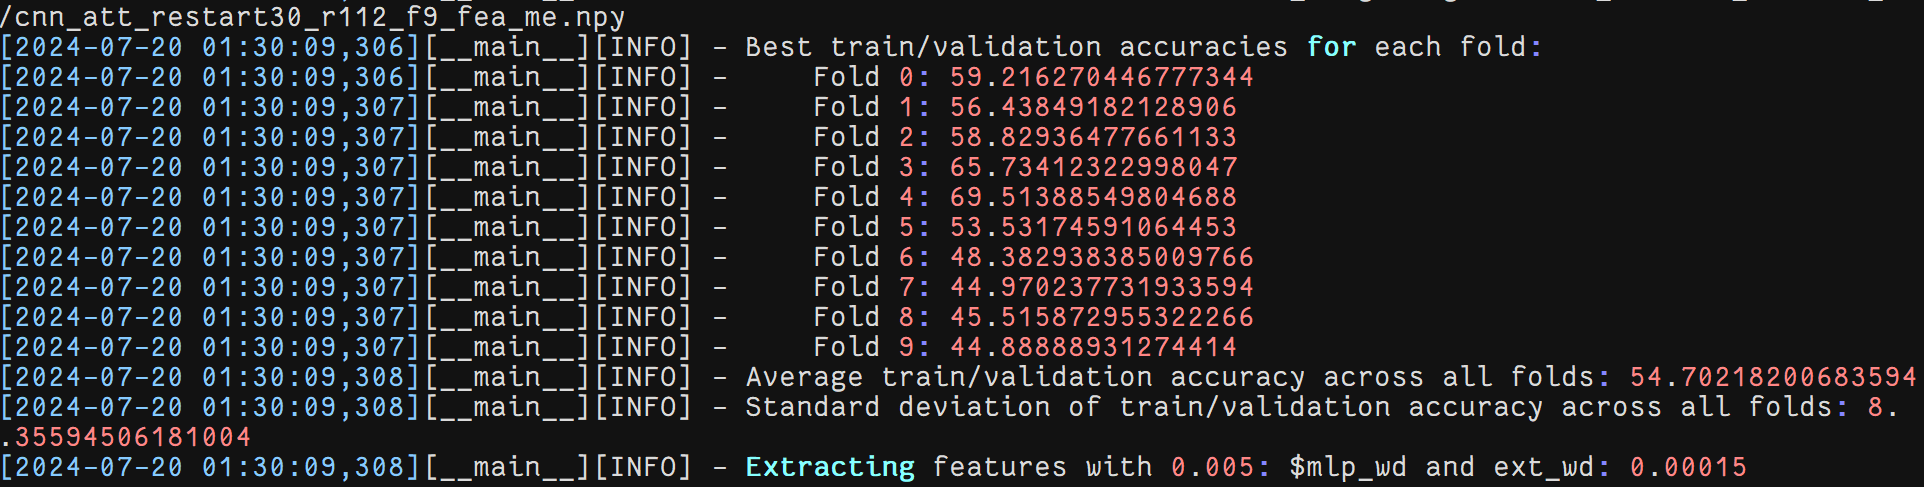 /cnn_att_restart30_r112_f9_fea_me.npy
[2024-07-20 01:30:09,306][__main__][INFO] - Best train/validation accuracies for each fold:
[2024-07-20 01:30:09,306][__main__][INFO] -     Fold 0: 59.216270446777344
[2024-07-20 01:30:09,307][__main__][INFO] -     Fold 1: 56.43849182128906
[2024-07-20 01:30:09,307][__main__][INFO] -     Fold 2: 58.82936477661133
[2024-07-20 01:30:09,307][__main__][INFO] -     Fold 3: 65.73412322998047
[2024-07-20 01:30:09,307][__main__][INFO] -     Fold 4: 69.51388549804688
[2024-07-20 01:30:09,307][__main__][INFO] -     Fold 5: 53.53174591064453
[2024-07-20 01:30:09,307][__main__][INFO] -     Fold 6: 48.382938385009766
[2024-07-20 01:30:09,307][__main__][INFO] -     Fold 7: 44.970237731933594
[2024-07-20 01:30:09,307][__main__][INFO] -     Fold 8: 45.515872955322266
[2024-07-20 01:30:09,307][__main__][INFO] -     Fold 9: 44.88888931274414
[2024-07-20 01:30:09,308][__main__][INFO] - Average train/validation accuracy across all folds: 54.70218200683594
[2024-07-20 01:30:09,308][__main__][INFO] - Standard deviation of train/validation accuracy across all folds: 8.
.35594506181004
[2024-07-20 01:30:09,308][__main__][INFO] - Extracting features with 0.005: $mlp_wd and ext_wd: 0.00015